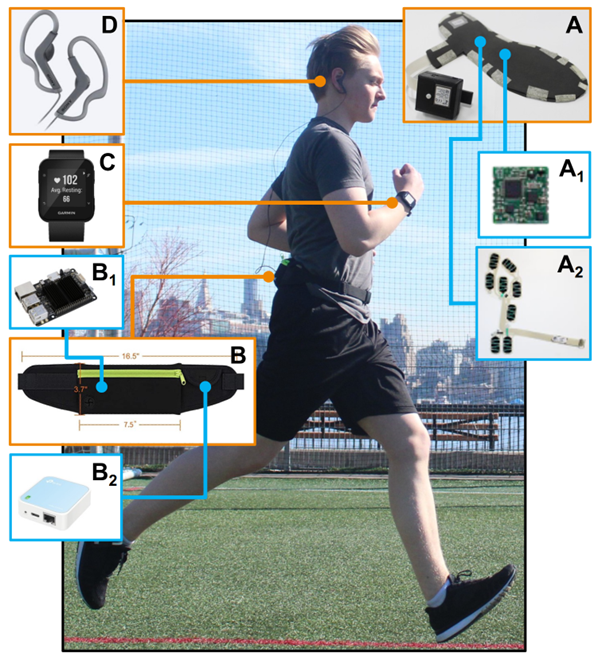 D
A
C
102
Avg Resting:
66
GARMIN
A1
B1
A2
16.5"
B
3.7"
7.5"
B2